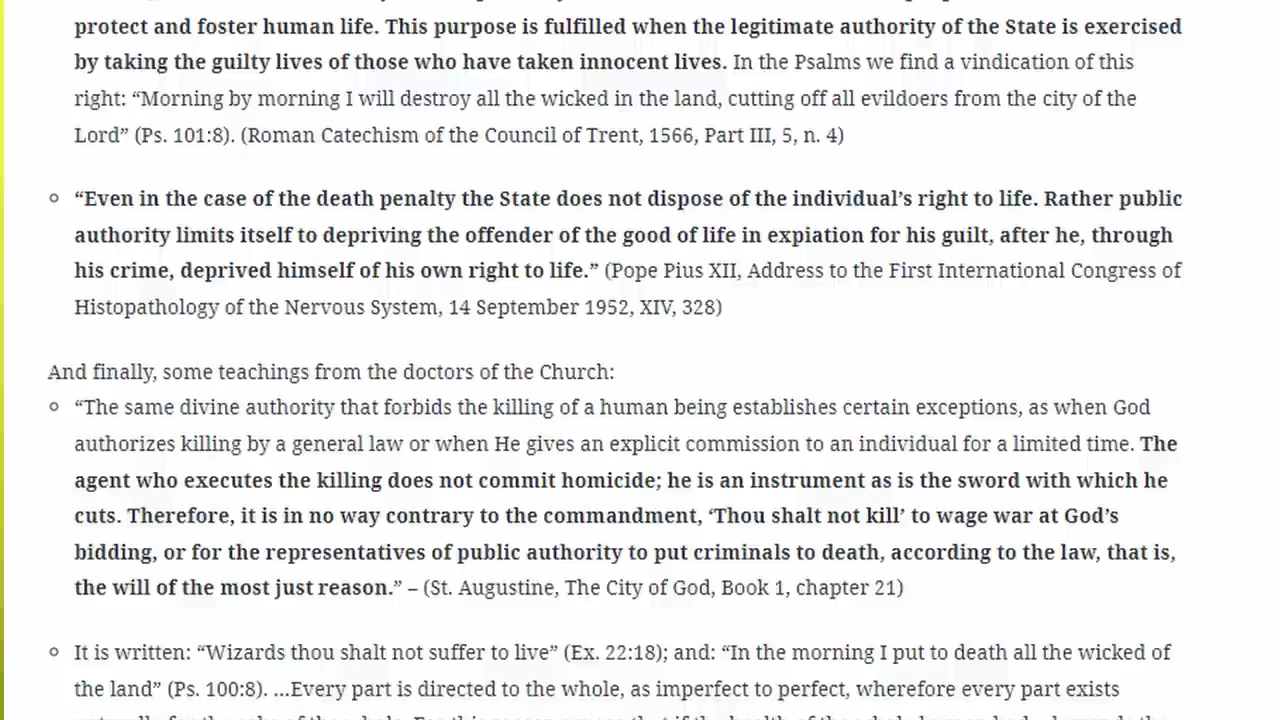 protect and foster human life. This purpose is fulfilled when the legitimate authority of the State is exercised
by taking the guilty lives of those who have taken innocent lives. In the Psalms we find a vindication of this
right: “Morning by morning I will destroy all the wicked in the land, cutting off all evildoers from the city of the
Lord” (Ps. 101:8). (Roman Catechism of the Council of Trent, 1566, Part III, 5, n. 4)
“Even in the case of the death penalty the State does not dispose of the individual’s right to life. Rather public
authority limits itself to depriving the offender of the good of life in expiation for his guilt, after he, through
his crime, deprived himself of his own right to life.” (Pope Pius XII, Address to the First International Congress of
Histopathology of the Nervous System, 14 September 1952, XIV, 328)
And finally, some teachings from the doctors of the Church:
“The same divine authority that forbids the killing of a human being establishes certain exceptions, as when God
authorizes killing by a general law or when He gives an explicit commission to an individual for a limited time. The
agent who executes the killing does not commit homicide; he is an instrument as is the sword with which he
cuts. Therefore, it is in no way contrary to the commandment, ‘Thou shalt not kill’ to wage war at God’s
bidding, or for the representatives of public authority to put criminals to death, according to the law, that is,
the will of the most just reason.” – (St. Augustine, The City of God, Book 1, chapter 21)
It is written: “Wizards thou shalt not suffer to live” (Ex. 22:18); and: “In the morning I put to death all the wicked of
the land” (Ps. 100:8). …Every part is directed to the whole, as imperfect to perfect, wherefore every part exists